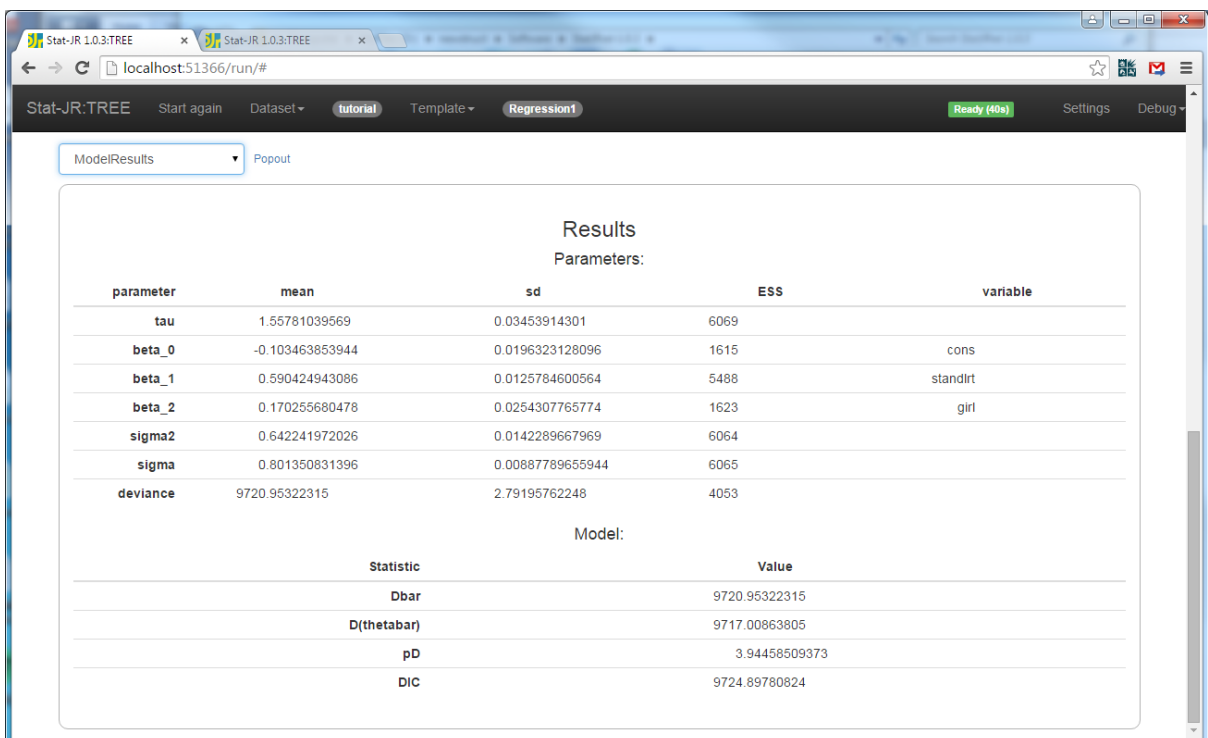 Stat-JR 1.0.3:TREE Stat-JR 1.0.3:TREE
localhost:51366/run/#
Stat-JR:TREE Start again Dataset tutorial Template Regression1 Ready (40s) Settings Debug
ModelResults Popout
Results
Parameters:
parameter mean sd ESS variable
tau 1.55781039569 0.03453914301 6069
beta_0 -0.103463853944 0.0196323128096 1615 cons
beta_1 0.590424943086 0.0125784600564 5488 standlrt
beta_2 0.170255680478 0.0254307765774 1623 girl
sigma2 0.642241972026 0.0142289667969 6064
sigma 0.801350831396 0.00887789655944 6065
deviance 9720.95322315 2.79195762248 4053
Model:
Statistic Value
Dbar 9720.95322315
D(thetabar) 9717.00863805
pD 3.94458509373
DIC 9724.89780824